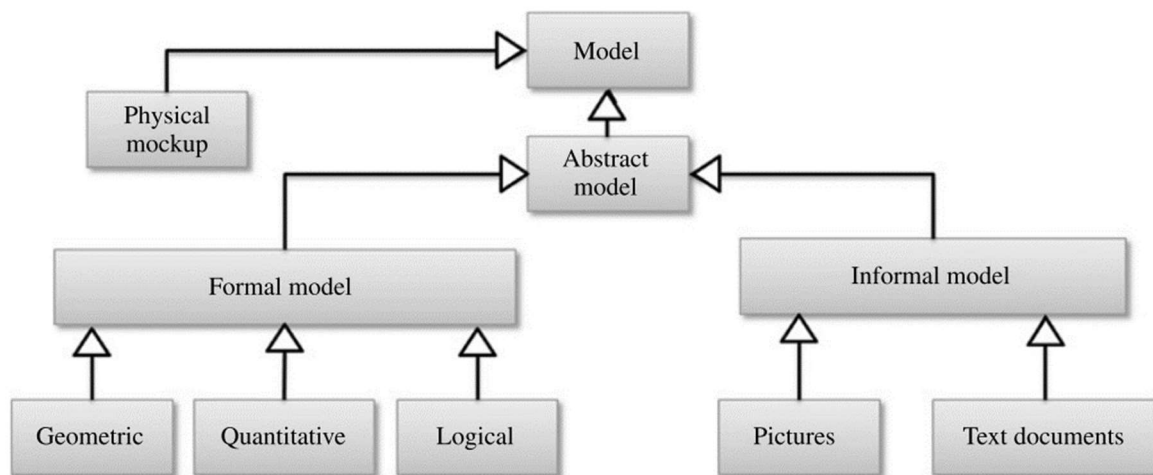 Model
Physical
mockup
Abstract
model
Formal model
Informal model
Geometric
Quantitative
Logical
Pictures
Text documents